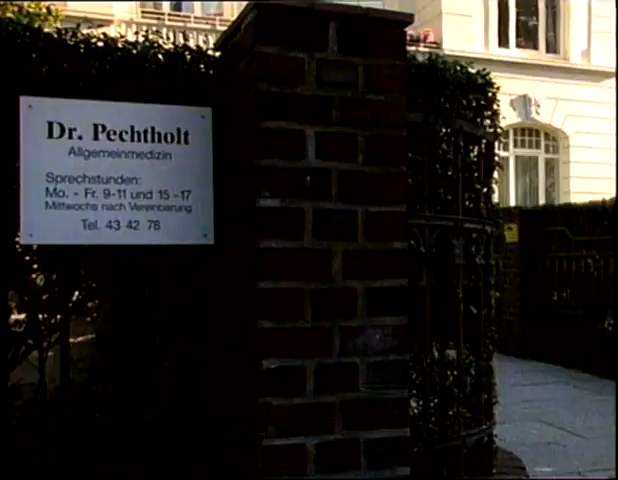 Dr. Pechtholt
Allgemeinmedizin
Sprechstunden:
Mo. - Fr. 9-11 und 15 -17
Mittwochs nach Vereinbarung
Tel. 43 42 78